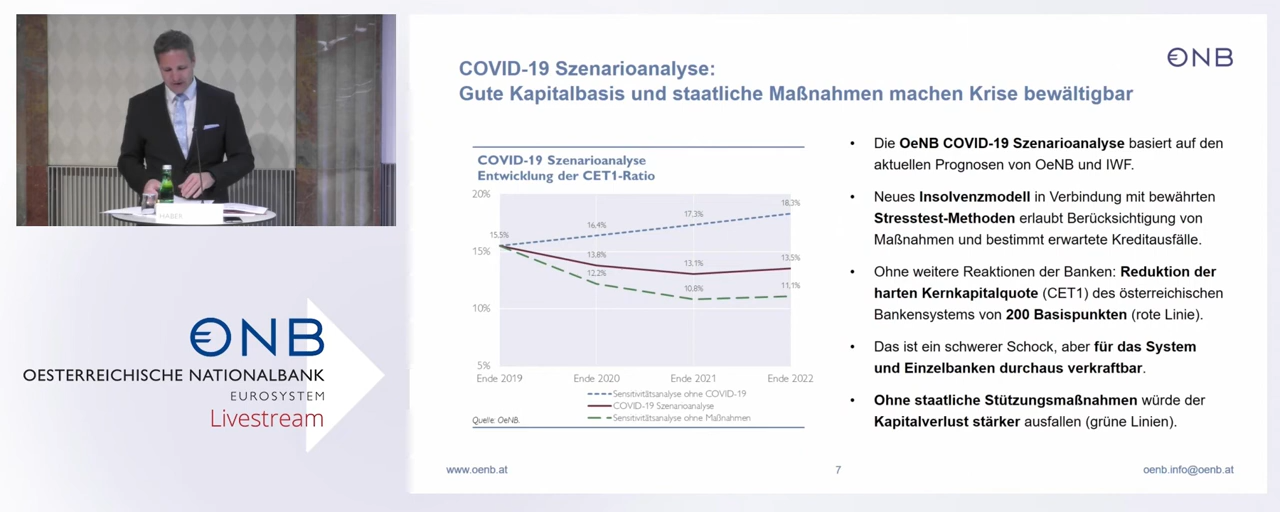 HABER
ONB
OESTERREICHISCHE NATIONALBANK
EUROSYSTEM
Livestream
ONB
COVID-19 Szenarioanalyse:
Gute Kapitalbasis und staatliche Maßnahmen machen Krise bewältigbar
COVID-19 Szenarioanalyse
Entwicklung der CET1-Ratio
20%
15%
10%
5%
15.5%
16.4%
17.3%
18.3%
13.8%
13.1%
13.5%
12.2%
10.8%
11.1%
Ende 2019 Ende 2020 Ende 2021 Ende 2022
Sensitivitätsanalyse ohne COVID-19
COVID-19 Szenarioanalyse
Sensitivitätsanalyse ohne Maßnahmen
Quelle: OeNB.
• Die OeNB COVID-19 Szenarioanalyse basiert auf den
aktuellen Prognosen von OeNB und IWF.
• Neues Insolvenzmodell in Verbindung mit bewährten
Stresstest-Methoden erlaubt Berücksichtigung von
Maßnahmen und bestimmt erwartete Kreditausfälle.
• Ohne weitere Reaktionen der Banken: Reduktion der
harten Kernkapitalquote (CET1) des österreichischen
Bankensystems von 200 Basispunkten (rote Linie).
• Das ist ein schwerer Schock, aber für das System
und Einzelbanken durchaus verkraftbar.
• Ohne staatliche Stützungsmaßnahmen würde der
Kapitalverlust stärker ausfallen (grüne Linien).
www.oenb.at
7
oenb.info@oenb.at